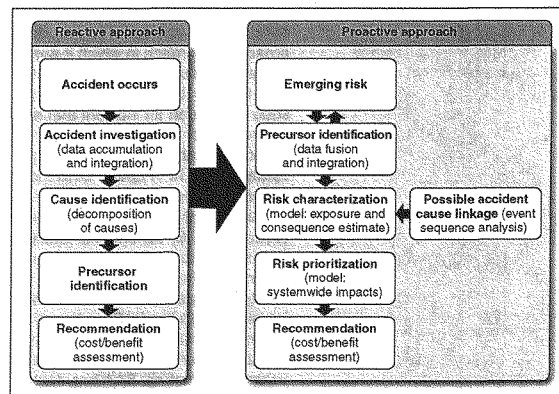 Reactive approach
Accident occurs
Accident investigation
(data accumulation
and integration)
Cause identification
(decomposition
of causes)
Precursor
identification
Recommendation
(cost/benefit
assessment)
Proactive approach
Emerging risk
Precursor identification
(data fusion
and integration)
Risk characterization
(model: exposure and
consequence estimate)
Possible accident
cause linkage (event
sequence analysis)
Risk prioritization
(model:
systemwide impacts)
Recommendation
(cost/benefit
assessment)